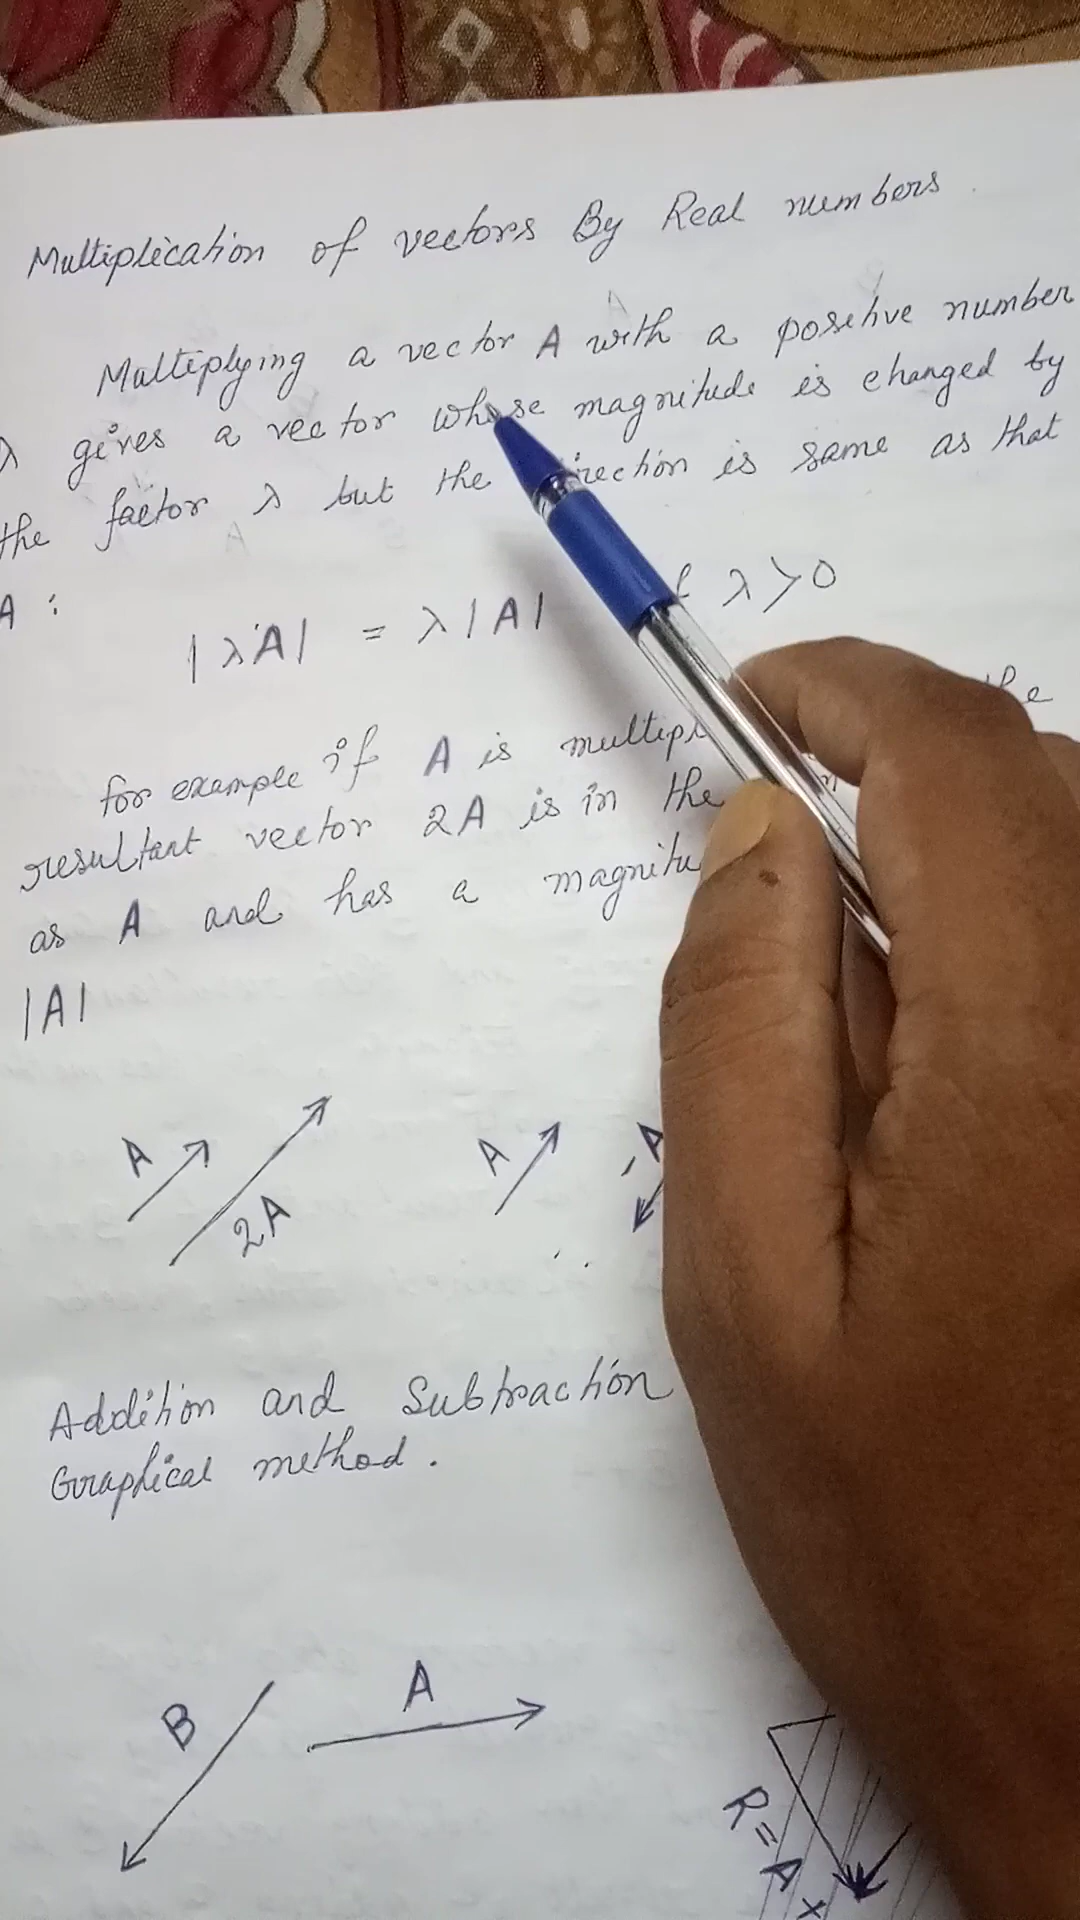 Multiplication of vectors By Real numbers.
Multiplying a vector A with a positive number
λ gives a vector whose magnitude is changed by
the factor λ but the direction is same as that
A :
|λA| = λ|A| λ>0
for example if A is
resultant vector 2A is in the
as A and has a
|A|
A
2A
A
-A
Addition and Subtraction
Graphical method.
B
A
R = A